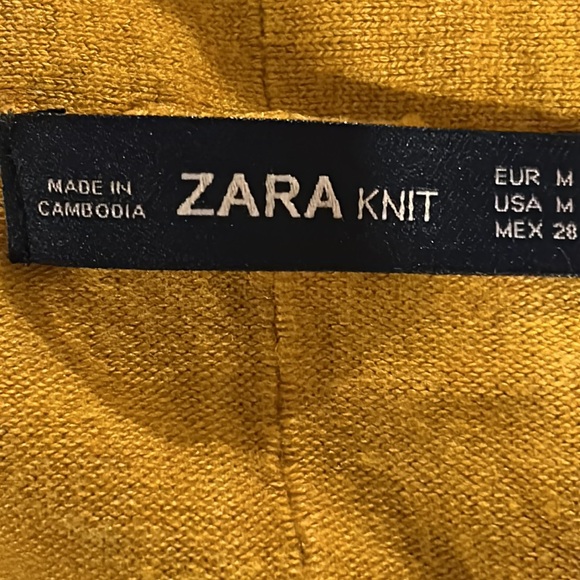 MADE IN
CAMBODIA
ZARA KNIT
EUR M
USA M
MEX 28